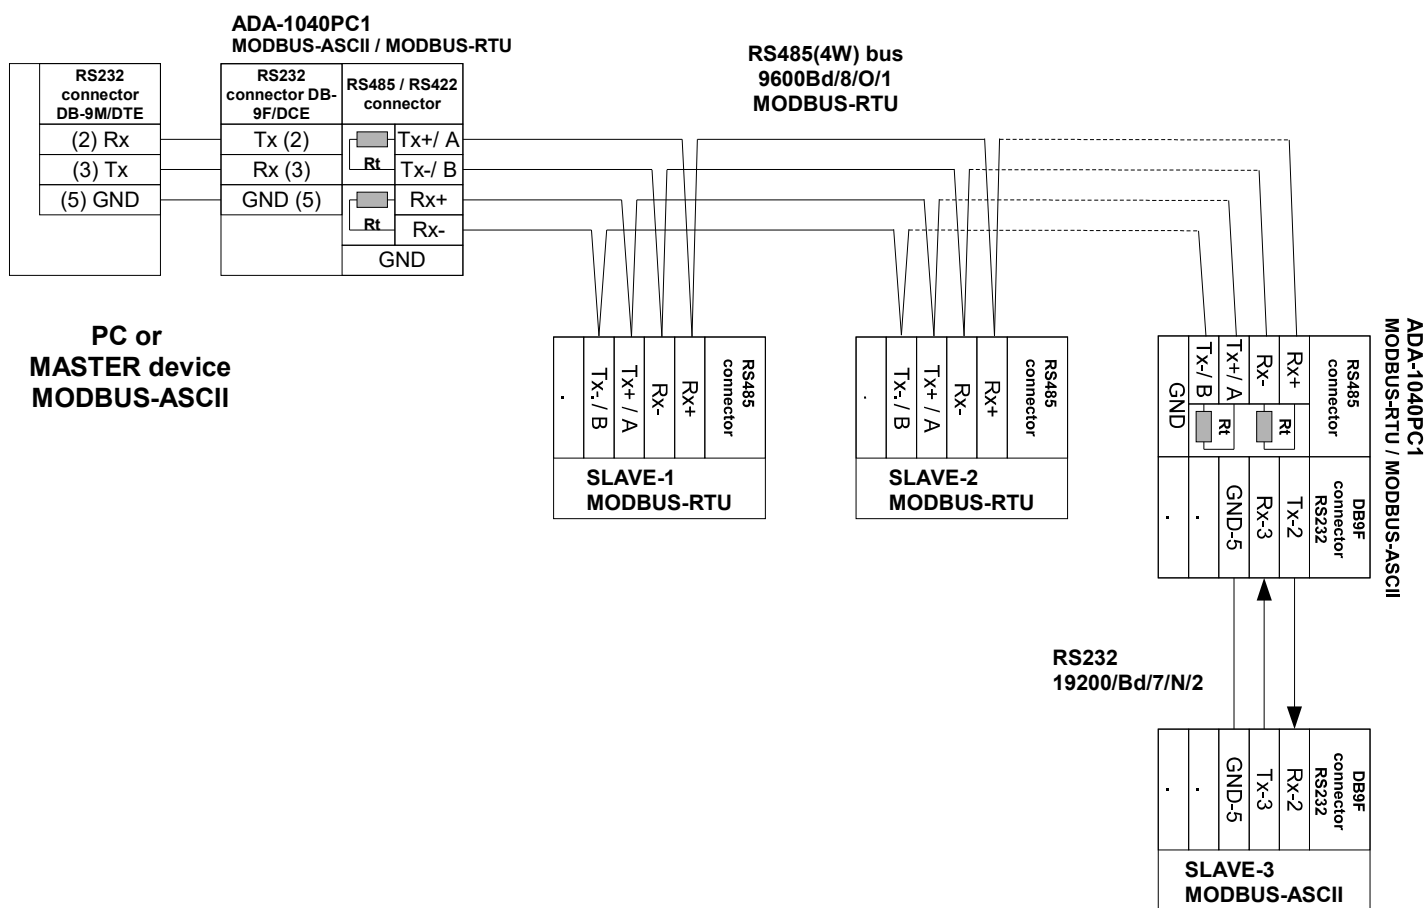 ADA-1040PC1
MODBUS-ASCII / MODBUS-RTU
RS232
connector
DB-9M/DTE
(2) Rx
(3) Tx
(5) GND
RS232
connector DB-
9F/DCE
Tx (2)
Rx (3)
GND (5)
RS485 / RS422
connector
Rt
Tx+/ A
Tx-/ B
Rt
Rx+
Rx-
GND
RS485(4W) bus
9600Bd/8/O/1
MODBUS-RTU
PC or
MASTER device
MODBUS-ASCII
.
Tx-. / B
Tx+ / A
Rx-
Rx+
RS485
connector
SLAVE-1
MODBUS-RTU
.
Tx-. / B
Tx+ / A
Rx-
Rx+
RS485
connector
SLAVE-2
MODBUS-RTU
ADA-1040PC1
MODBUS-RTU / MODBUS-ASCII
GND
Tx-/ B
Tx+/ A
Rx-
Rx+
Rt
Rt
RS485
connector
.
.
GND-5
Rx-3
Tx-2
DB9F
connector
RS232
RS232
19200/Bd/7/N/2
.
.
GND-5
Tx-3
Rx-2
DB9F
connector
RS232
SLAVE-3
MODBUS-ASCII